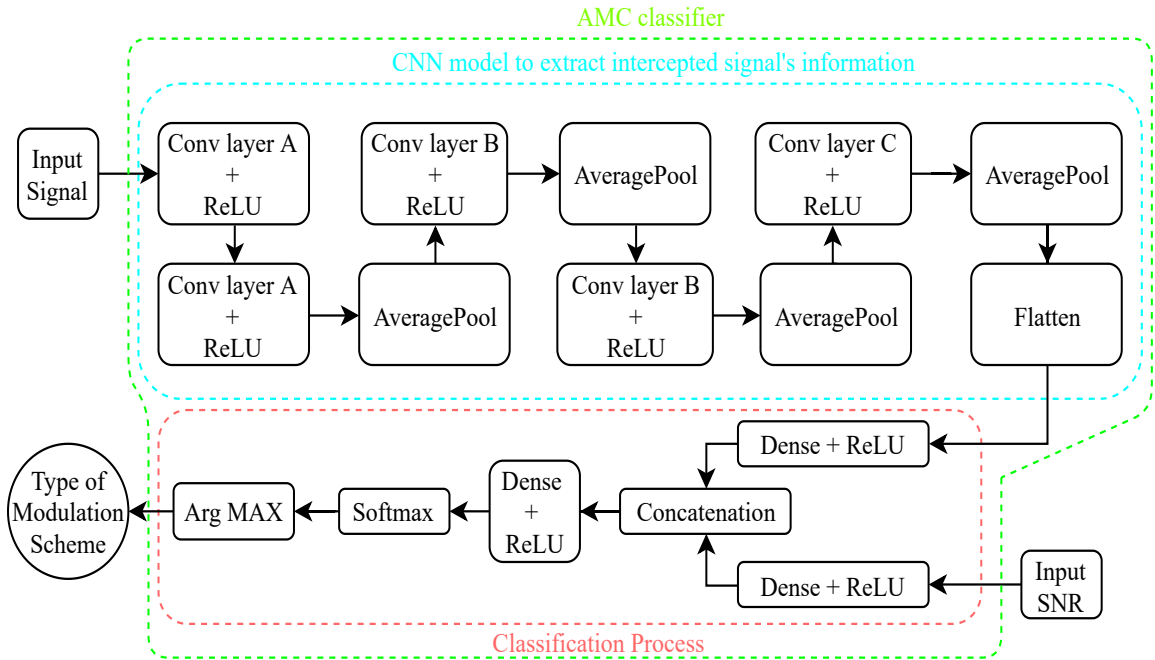 AMC classifier
CNN model to extract intercepted signal's information
Input
Signal
Conv layer A
+
ReLU
Conv layer B
+
ReLU
AveragePool
Conv layer C
+
ReLU
AveragePool
Conv layer A
+
ReLU
AveragePool
Conv layer B
+
ReLU
AveragePool
Flatten
Dense + ReLU
Type of
Modulation
Scheme
Arg MAX
Softmax
Dense
+
ReLU
Concatenation
Dense + ReLU
Input
SNR
Classification Process